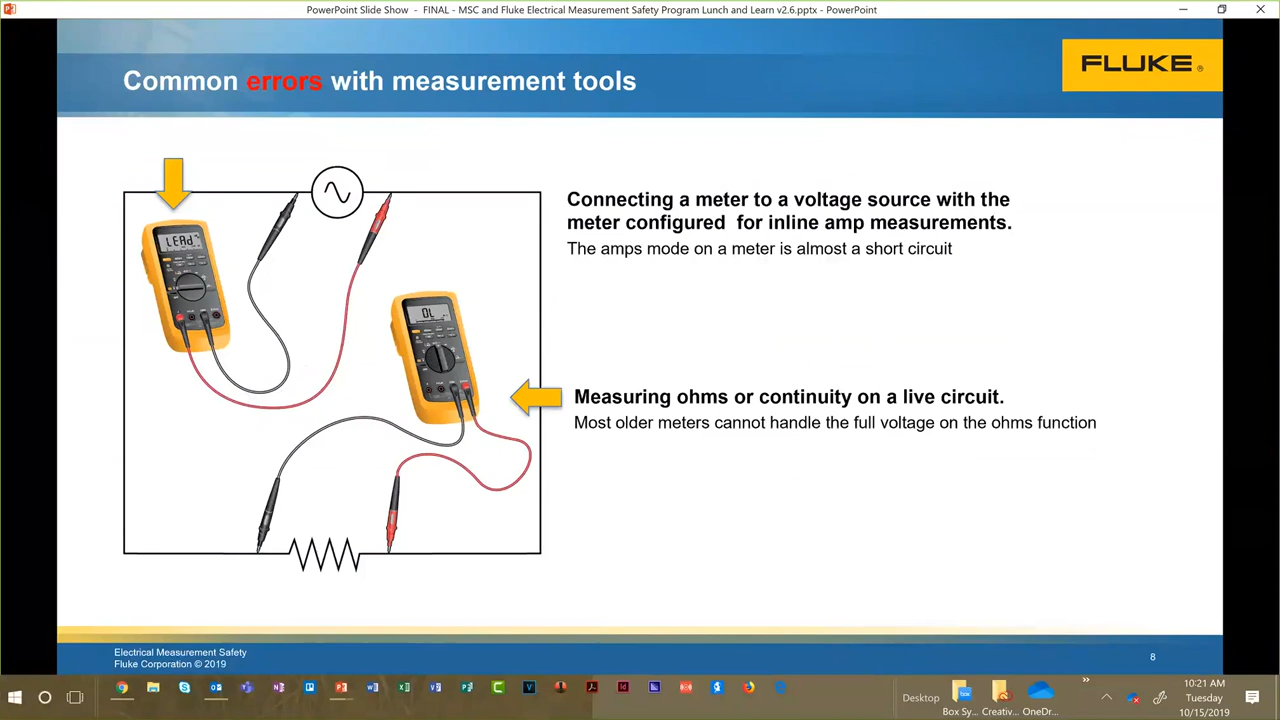 PowerPoint Slide Show - FINAL - MSC and Fluke Electrical Measurement Safety Program Lunch and Learn v2.6.pptx - PowerPoint
Common errors with measurement tools
FLUKE®
LEAd
Connecting a meter to a voltage source with the
meter configured for inline amp measurements.
The amps mode on a meter is almost a short circuit
OL
Measuring ohms or continuity on a live circuit.
Most older meters cannot handle the full voltage on the ohms function
Electrical Measurement Safety
Fluke Corporation © 2019
8
Desktop
»
Box Sy...
Creativ...
OneDr...
10:21 AM
Tuesday
10/15/2019